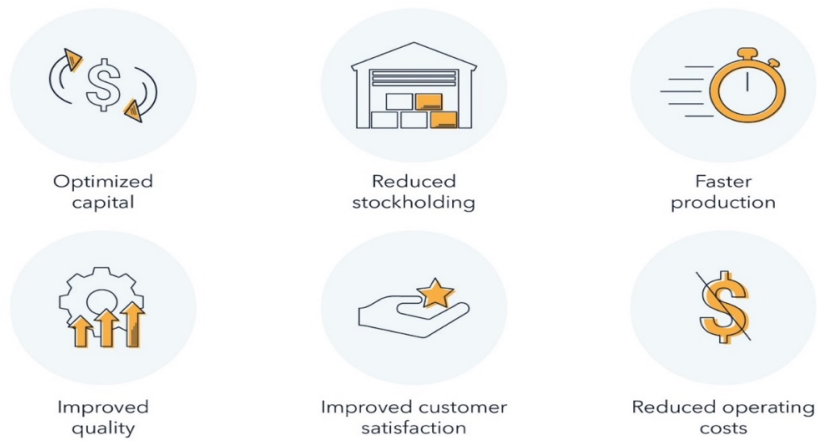 Optimized
capital
Reduced
stockholding
Faster
production
Improved
quality
Improved customer
satisfaction
Reduced operating
costs